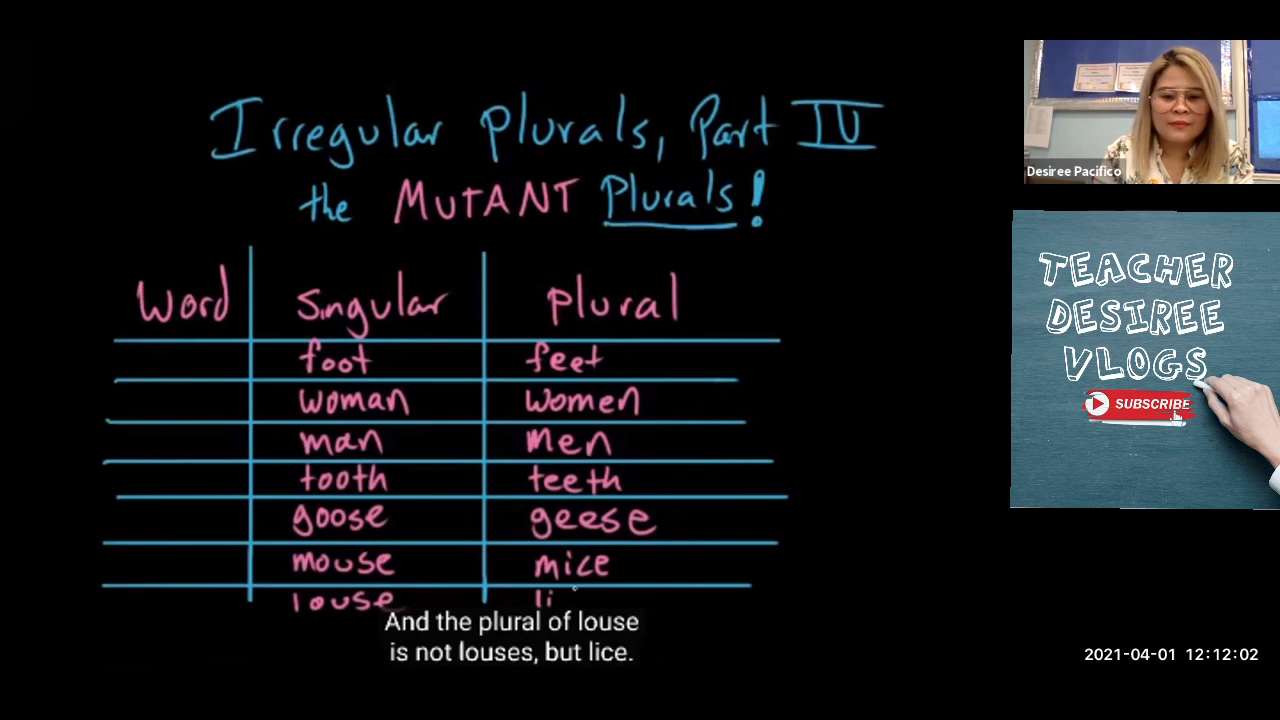 Irregular plurals, Part IV
the MUTANT Plurals!
Word singular plural
foot feet
woman women
man men
tooth teeth
goose geese
mouse mice
louse li
And the plural of louse
is not louses, but lice.
Desiree Pacifico
TEACHER
DESIREE
VLOGS
SUBSCRIBE
2021-04-01 12:12:02